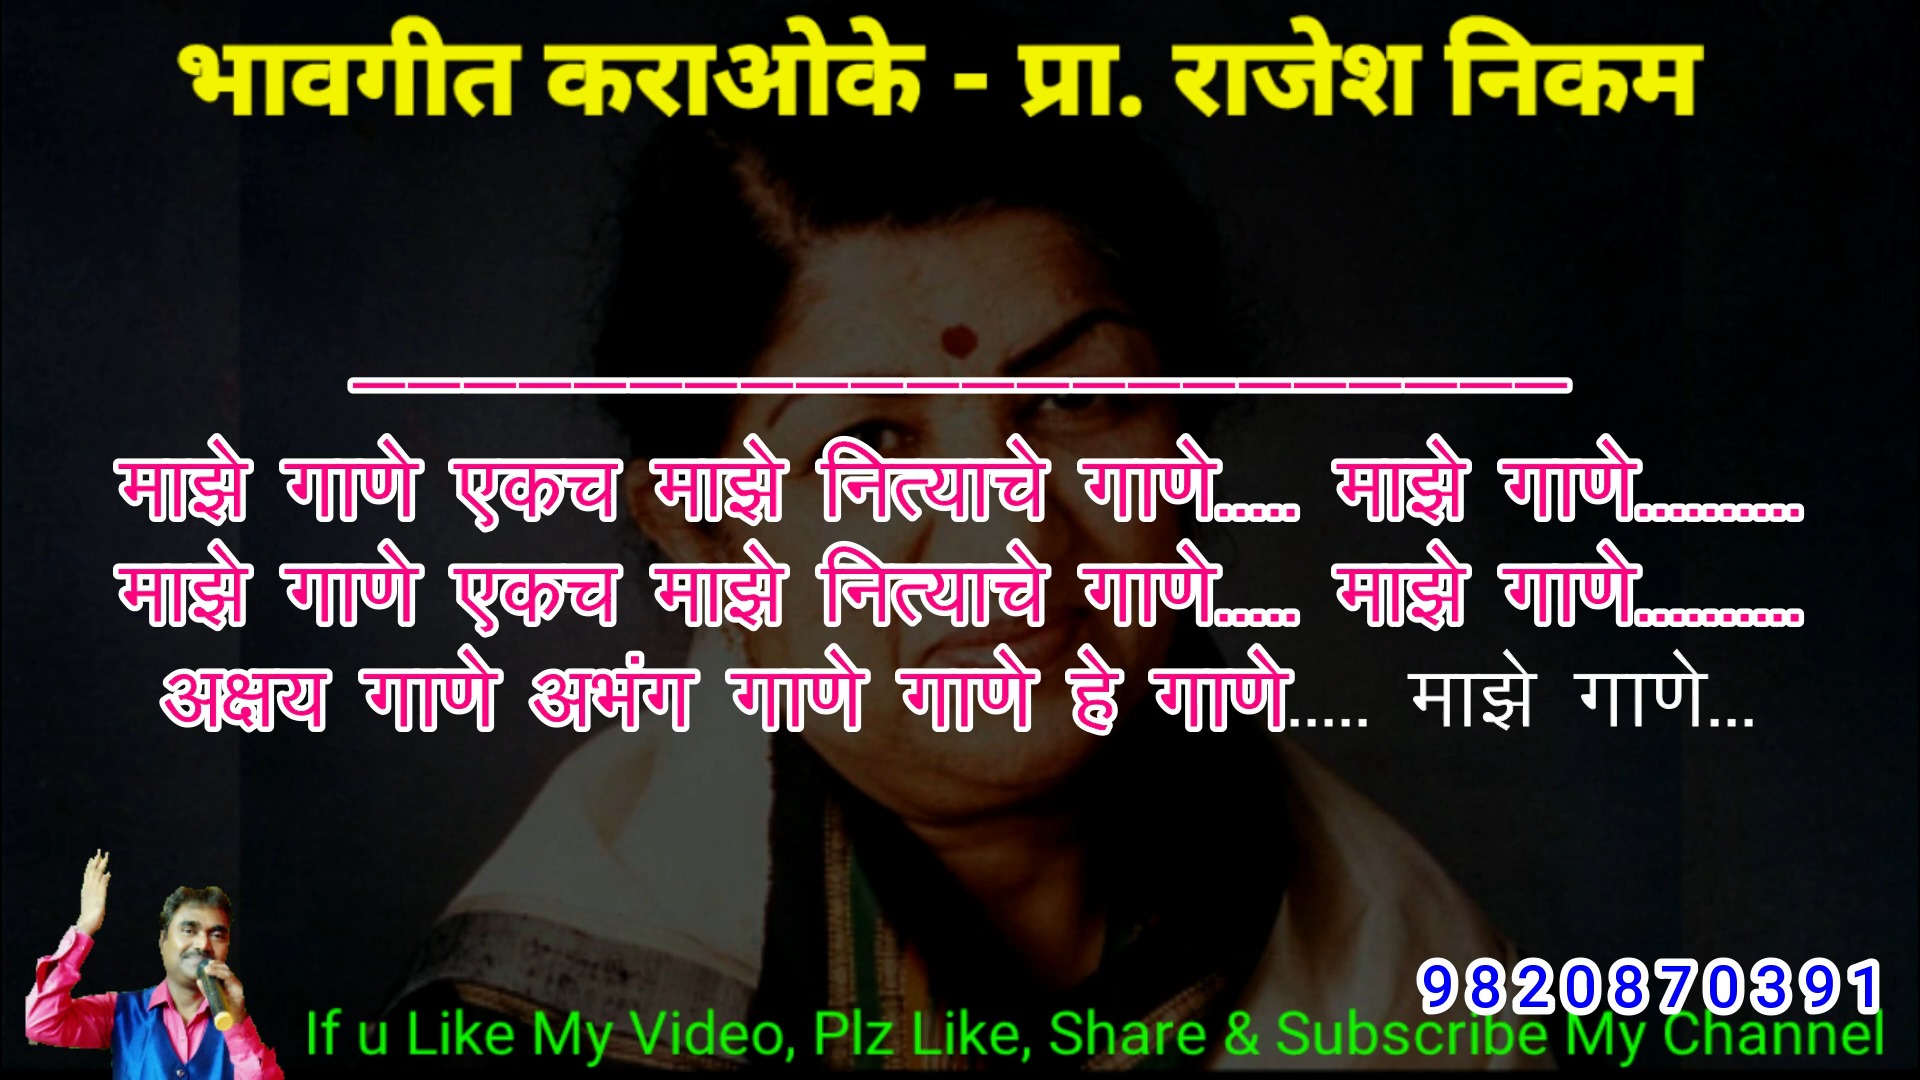 भावगीत कराओके - प्रा. राजेश निकम
माझे गाणे एकच माझे नित्याचे गाणे..... माझे गाणे..........
माझे गाणे एकच माझे नित्याचे गाणे..... माझे गाणे..........
अक्षय गाणे अभंग गाणे गाणे हे गाणे..... माझे गाणे...
9820870391
If u Like My Video, Plz Like, Share & Subscribe My Channel